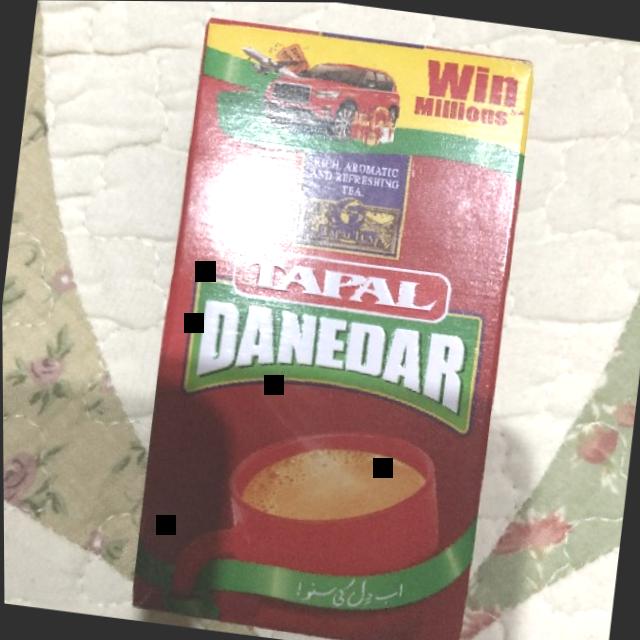 Win
Millions
RICH, AROMATIC
AND REFRESHING
TEA
TAPAL
DANEDAR
اب دل کی سنو!